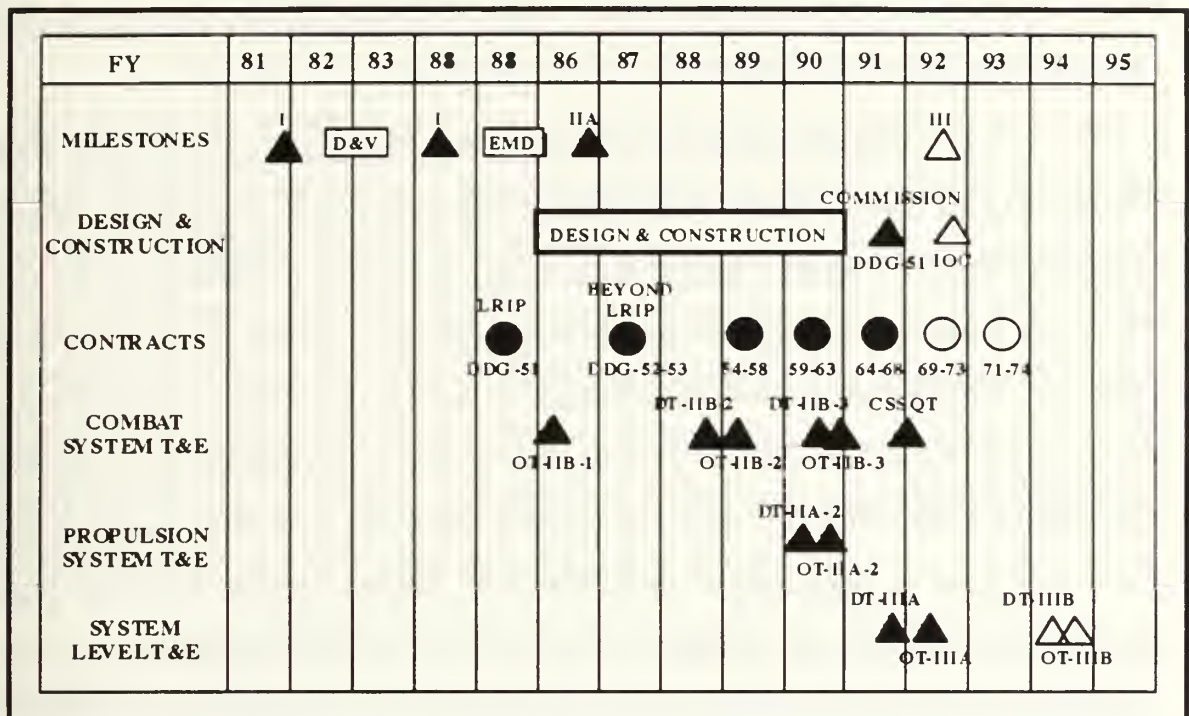 FY 81 82 83 88 88 86 87 88 89 90 91 92 93 94 95
I I IIA III
MILESTONES D&V EMD
COMMISSION
DESIGN &
CONSTRUCTION DESIGN & CONSTRUCTION
DDG-51 IOC
LRIP BEYOND
LRIP
CONTRACTS
DDG-51 DDG-52-53 54-58 59-63 64-68 69-73 71-74
DT-IIB-2 DT-IIB-3 CSSQT
COMBAT
SYSTEM T&E
OT-IIB-1 OT-IIB-2 OT-IIB-3
DT-IIA-2
PROPULSION
SYSTEM T&E
OT-IIA-2
DT-IIIA DT-IIIB
SYSTEM
LEVEL T&E
OT-IIIA OT-IIIB